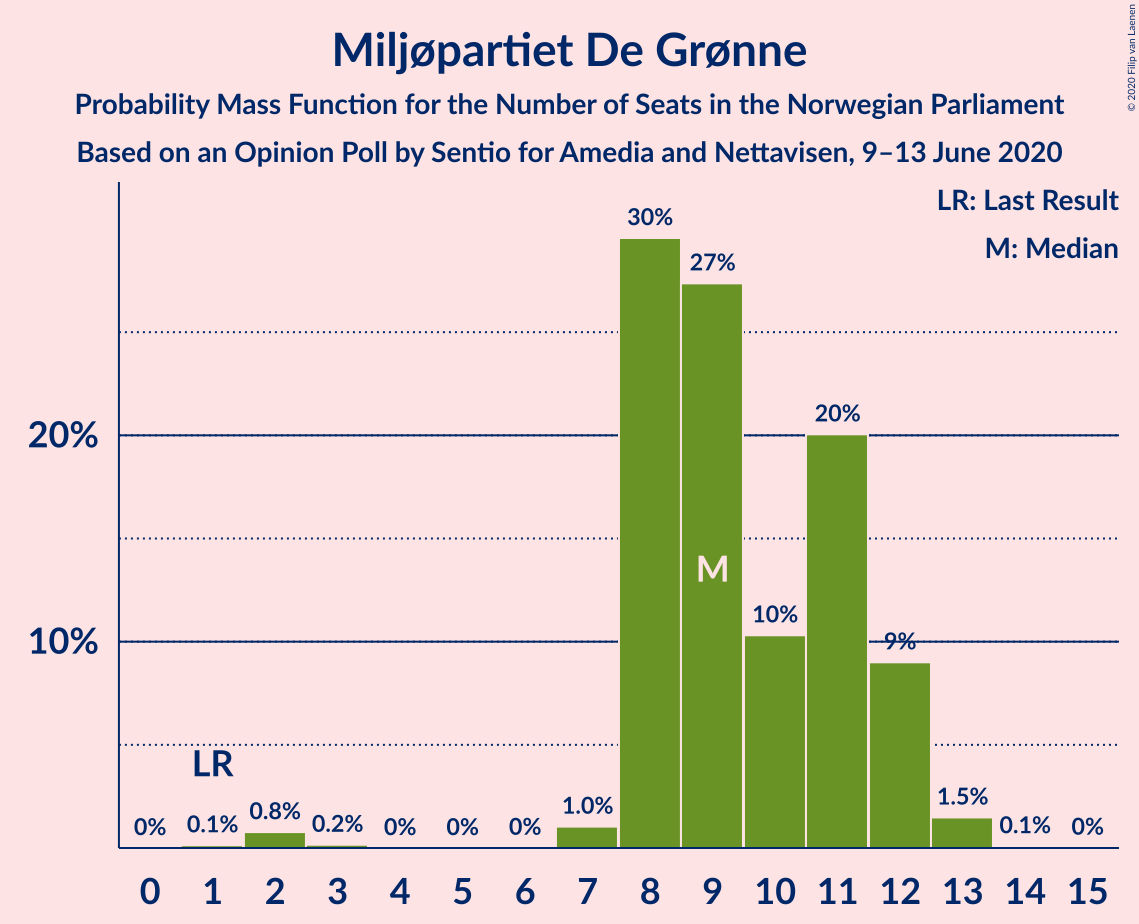 Miljøpartiet De Grønne
Probability Mass Function for the Number of Seats in the Norwegian Parliament
Based on an Opinion Poll by Sentio for Amedia and Nettavisen, 9–13 June 2020
© 2020 Filip van Laenen
LR: Last Result
M: Median
30%
27%
20%
20%
M
10%
10%
9%
LR
0% 0.1% 0.8% 0.2% 0% 0% 0% 1.0% 1.5% 0.1% 0%
0 1 2 3 4 5 6 7 8 9 10 11 12 13 14 15